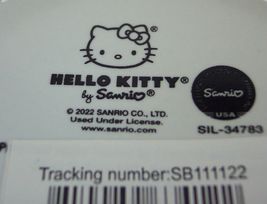 ®
HELLO KITTY®
by Sanrio®
© 2022 SANRIO CO., LTD.
Used Under License.
www.sanrio.com
Sanrio
USA
SIL-34783
Tracking number:SB111122